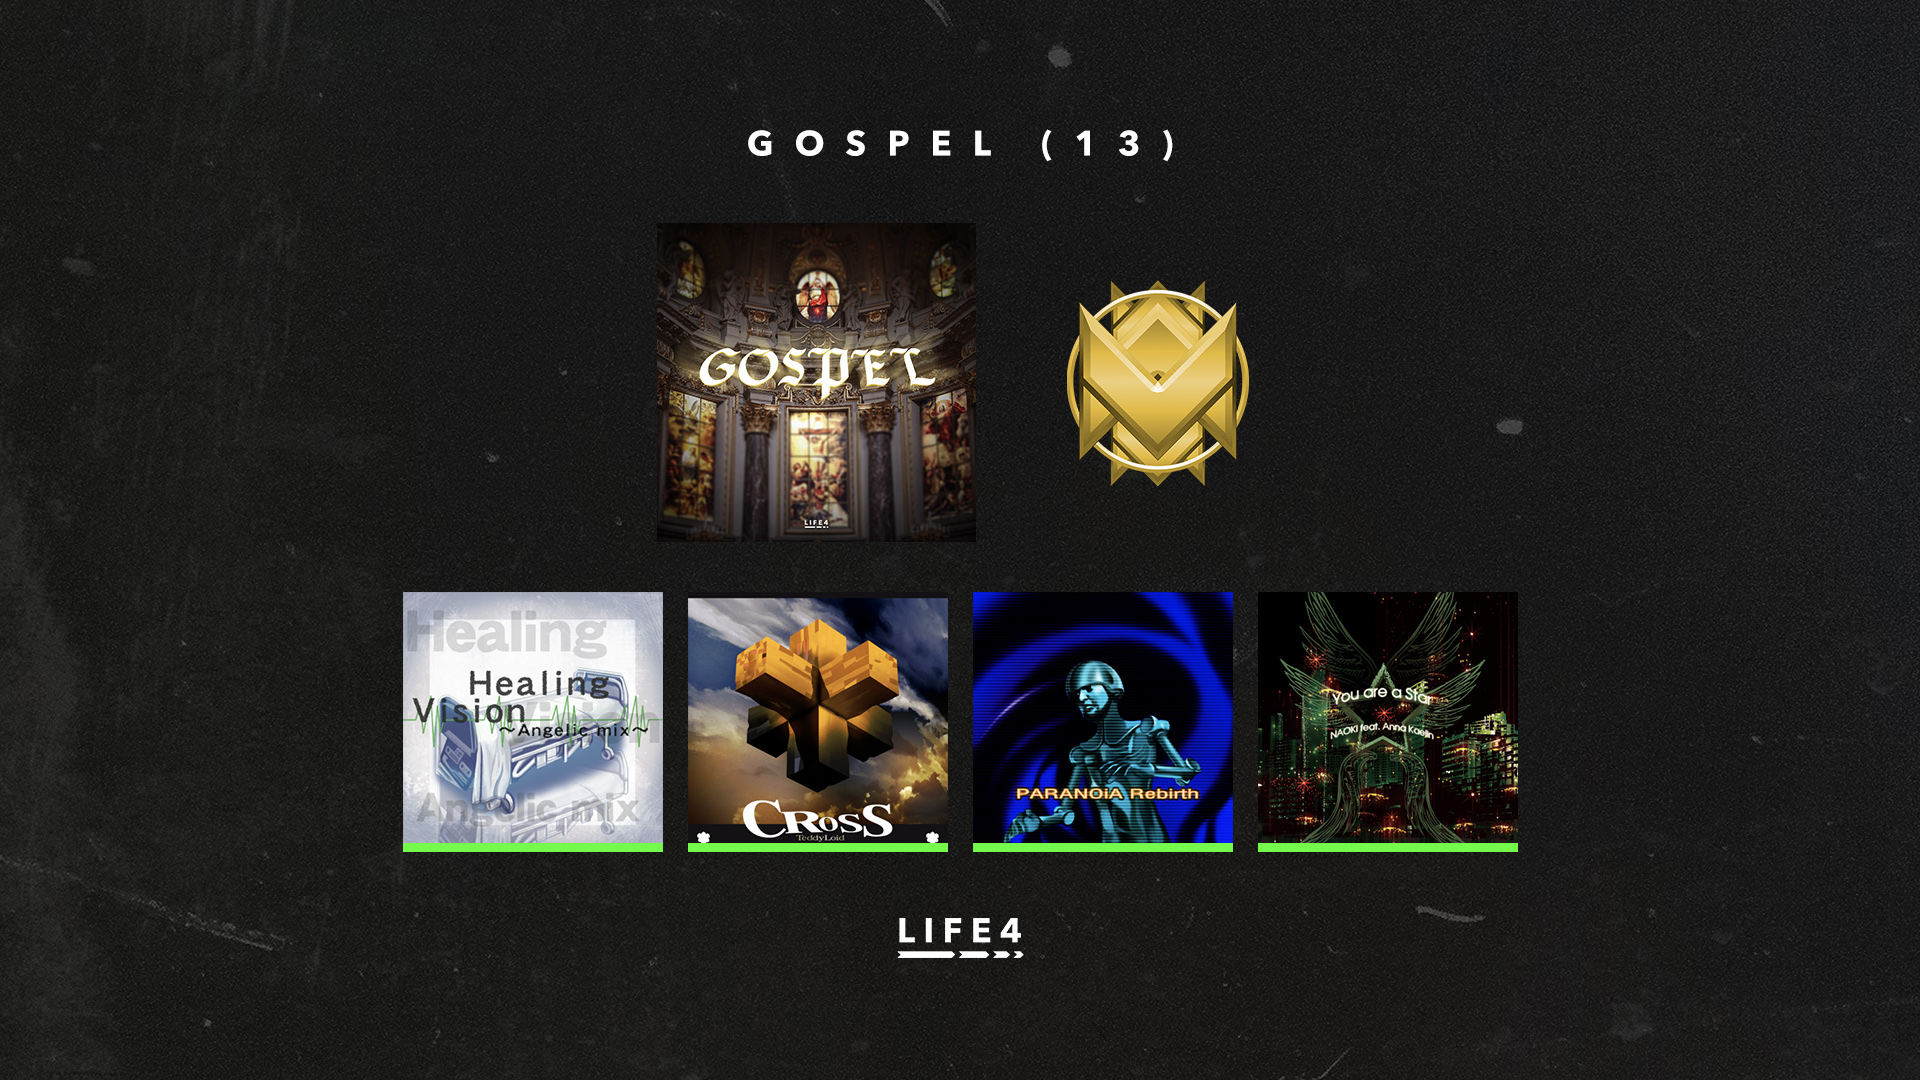 GOSPEL (13)
GOSPEL
LIFE4
Healing
Healing
Vision
～Angelic mix～
Angelic mix
CROSS
TeddyLoid
PARANOiA Rebirth
You are a Star
NAOKI feat. Anna Kaelin
LIFE4